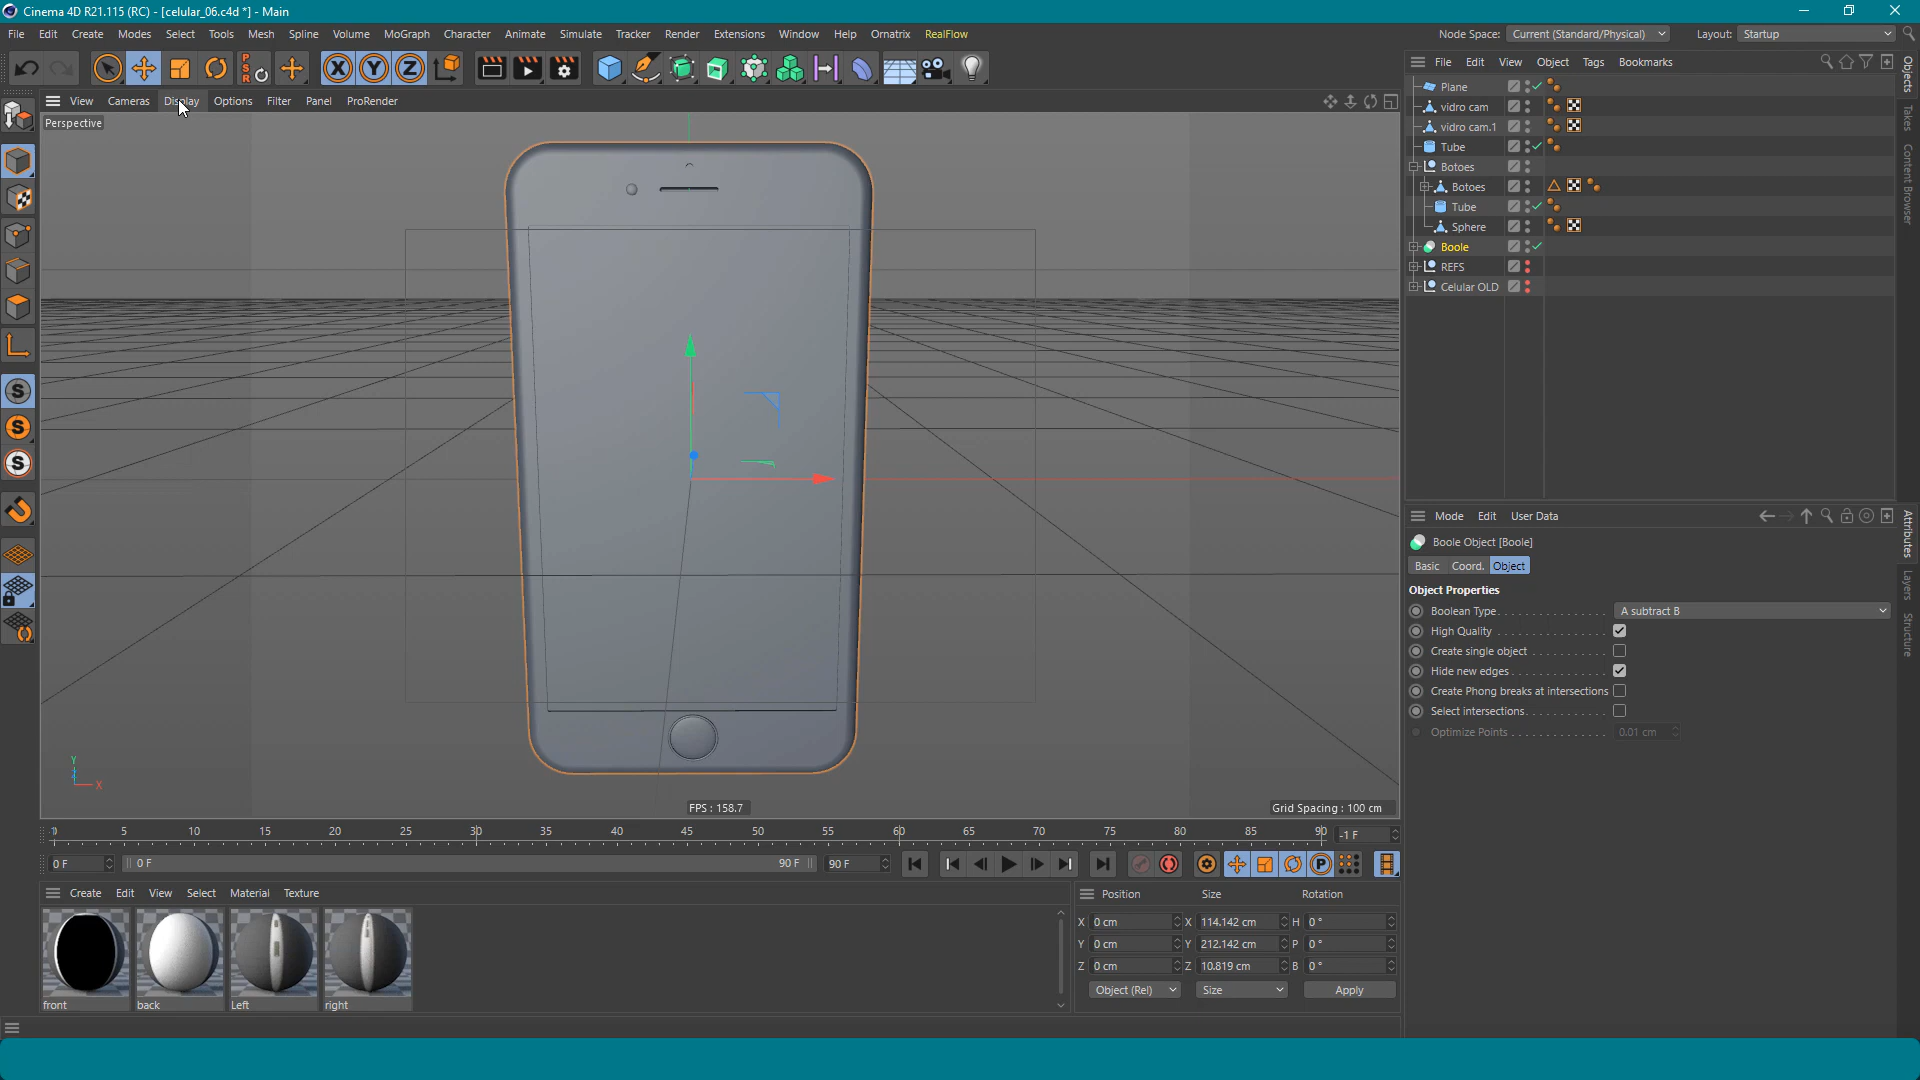 Cinema 4D R21.115 (RC) - [celular_06.c4d *] - Main
File Edit Create Modes Select Tools Mesh Spline Volume MoGraph Character Animate Simulate Tracker Render Extensions Window Help Ornatrix RealFlow Node Space: Current (Standard/Physical) Layout: Startup
P S R
X Y Z
File Edit View Object Tags Bookmarks
View Cameras Display Options Filter Panel ProRender
Perspective
Plane
vidro cam
vidro cam.1
Tube
Botoes
Botoes
Tube
Sphere
Boole
REFS
Celular OLD
Objects
Takes
Content Browser
S
S
S
Mode Edit User Data
Boole Object [Boole]
Basic Coord. Object
Object Properties
Boolean Type A subtract B
High Quality
Create single object
Hide new edges
Create Phong breaks at intersections
Select intersections
Optimize Points 0.01 cm
Attributes
Layers
Structure
Y
Z
X
FPS : 158.7
Grid Spacing : 100 cm
5 10 15 20 25 30 35 40 45 50 55 60 65 70 75 80 85 90 -1 F
0 F 0 F 90 F 90 F P
Create Edit View Select Material Texture
front back Left right
Position Size Rotation
X 0 cm X 114.142 cm H 0 °
Y 0 cm Y 212.142 cm P 0 °
Z 0 cm Z 10.819 cm B 0 °
Object (Rel) Size Apply